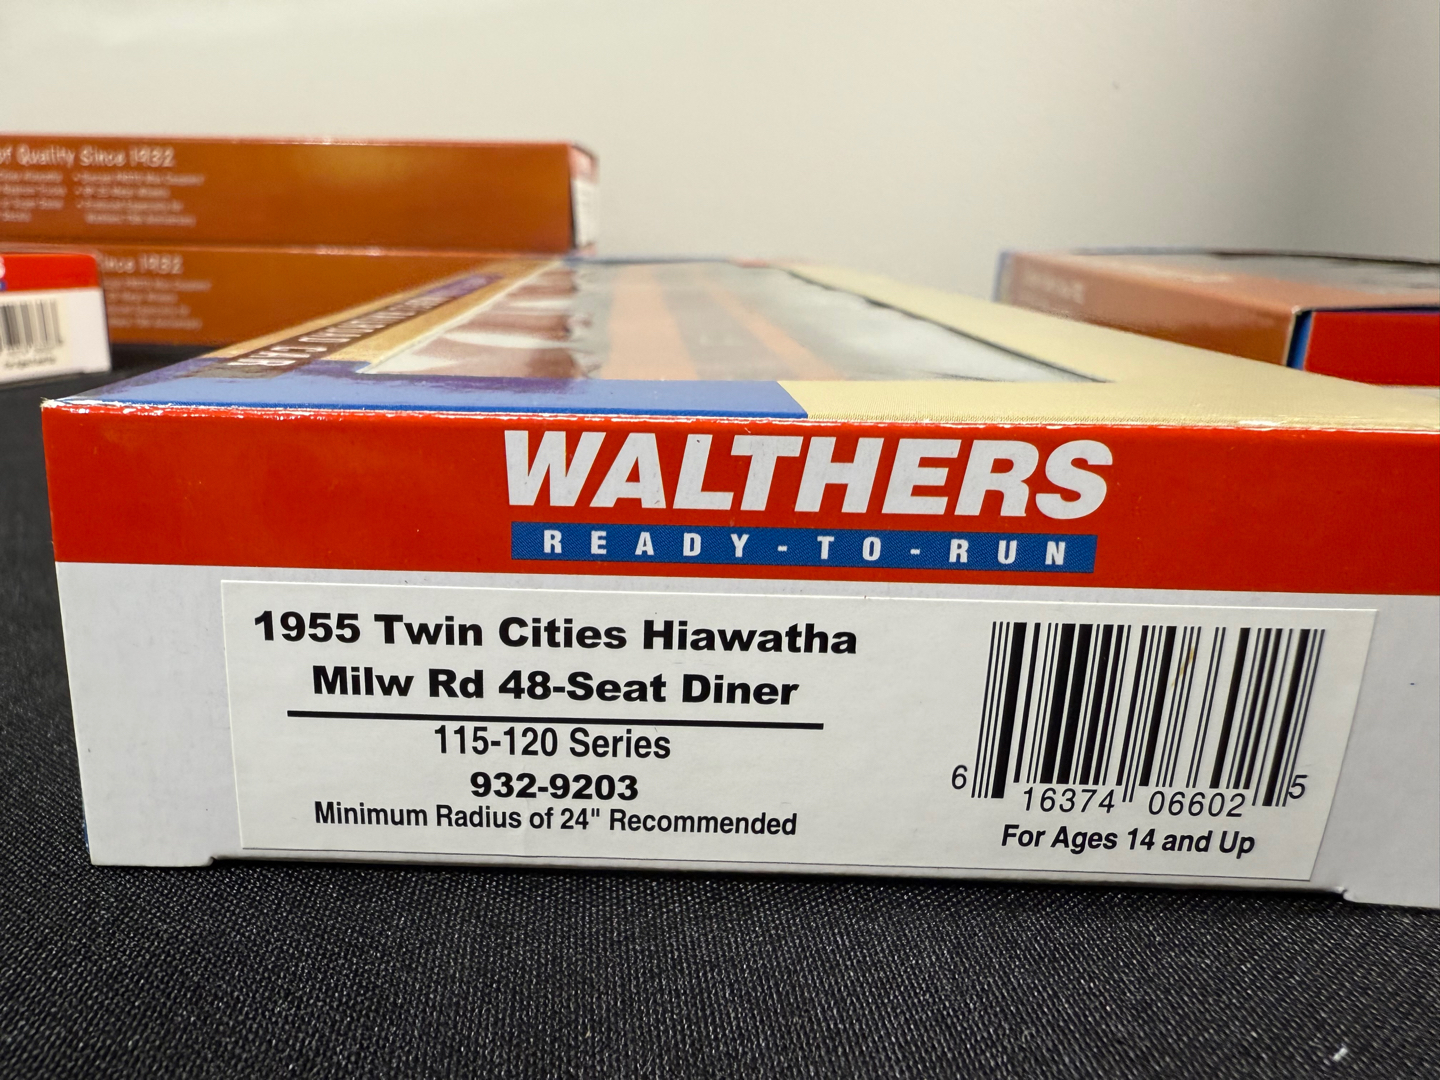 of Quality Since 1932
Since 1932
WALTHERS
READY-TO-RUN
1955 Twin Cities Hiawatha
Milw Rd 48-Seat Diner
115-120 Series
932-9203
Minimum Radius of 24" Recommended
6 16374 06602 5
For Ages 14 and Up